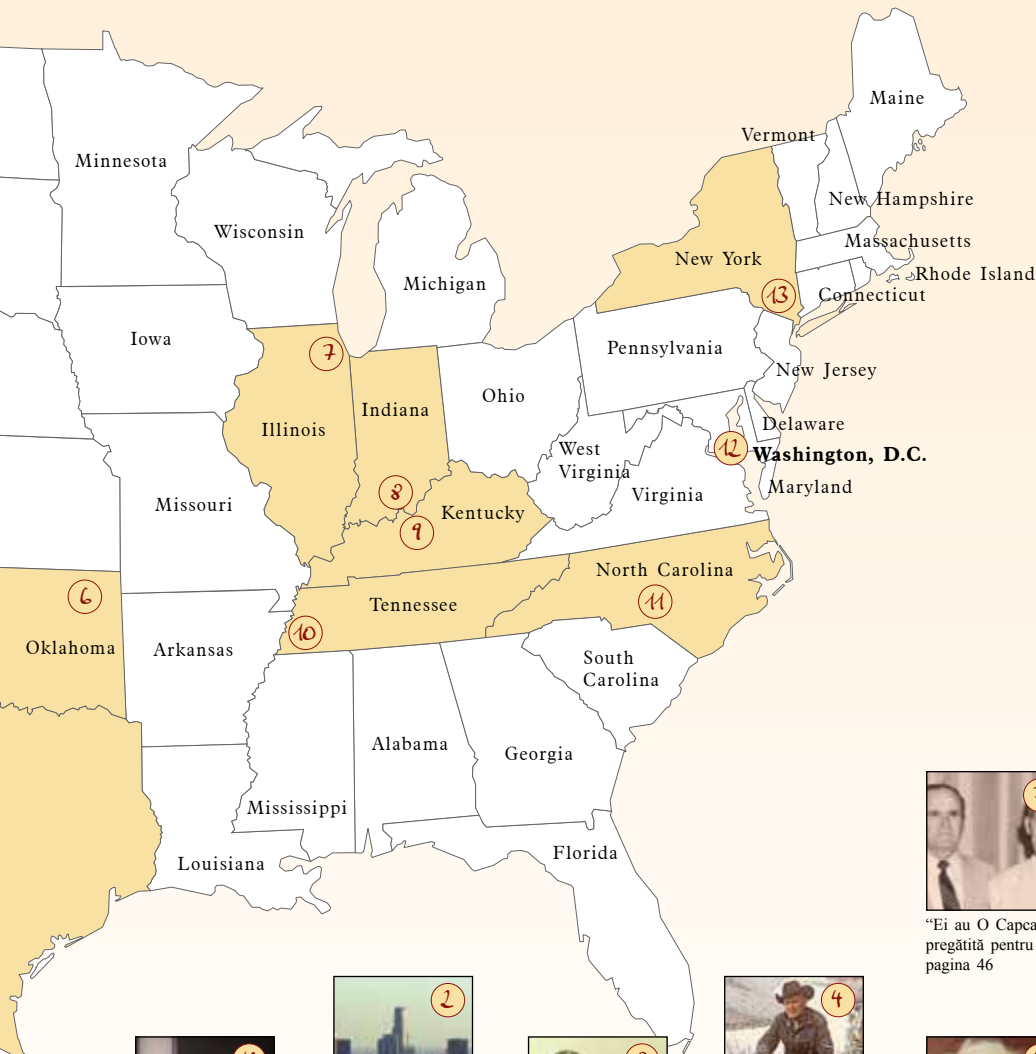 Maine
Vermont
Minnesota
New Hampshire
Wisconsin
Massachusetts
New York
Rhode Island
Michigan
13
Connecticut
Iowa
7
Pennsylvania
New Jersey
Ohio
Indiana
Illinois
Delaware
12
Washington, D.C.
West
Virginia
Maryland
8
Virginia
Missouri
Kentucky
9
North Carolina
6
Tennessee
11
10
Oklahoma
Arkansas
South
Carolina
Alabama
Georgia
Mississippi
Florida
Louisiana
“Ei au O Capca
pregătită pentru
pagina 46
2
4